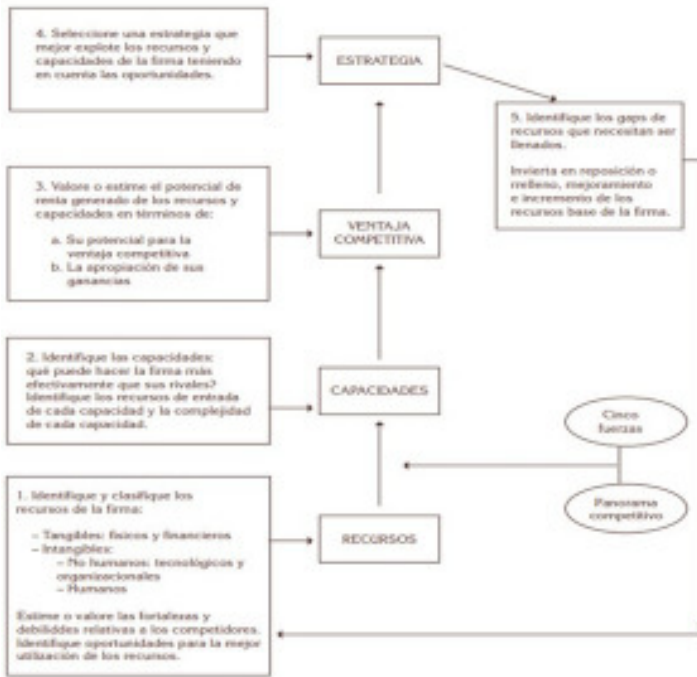 4. Seleccione una estrategia que
mejor explote los recursos y
capacidades de la firma teniendo
en cuenta las oportunidades.
ESTRATEGIA
5. Identifique los gaps de
recursos que necesitan ser
llenados.
Invierta en reposición o
relleno, mejoramiento
e incremento de los
recursos base de la firma.
3. Valore o estime el potencial de
renta generado de los recursos y
capacidades en términos de:
a. Su potencial para la
ventaja competitiva
b. La apropiación de sus
ganancias
VENTAJA
COMPETITIVA
2. Identifique las capacidades:
qué puede hacer la firma más
efectivamente que sus rivales?
Identifique los recursos de entrada
de cada capacidad y la complejidad
de cada capacidad.
CAPACIDADES
Cinco
fuerzas
Panorama
competitivo
1. Identifique y clasifique los
recursos de la firma:
– Tangibles: físicos y financieros
– Intangibles:
– No humanos: tecnológicos y
organizacionales
– Humanos
Estime o valore las fortalezas y
debiliddes relativas a los competidores.
Identifique oportunidades para la mejor
utilización de los recursos.
RECURSOS